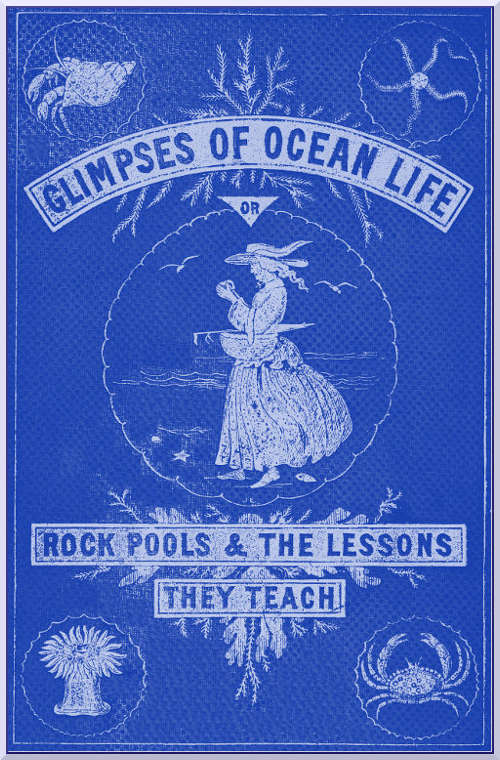 GLIMPSES OF OCEAN LIFE
OR
ROCK POOLS & THE LESSONS
THEY TEACH